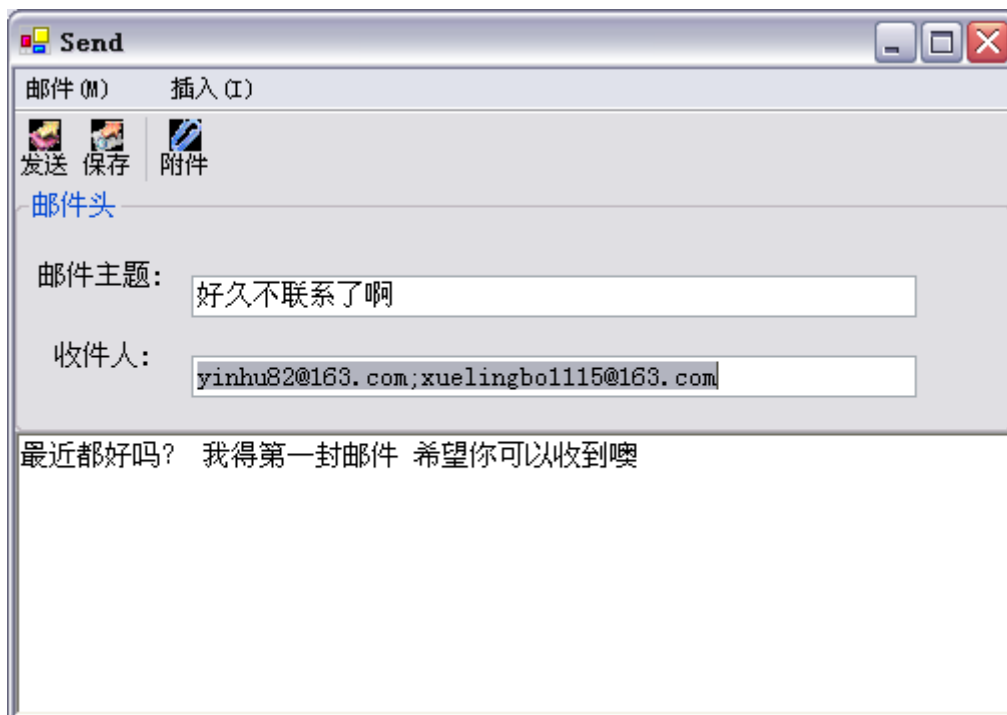 Send
邮件(M) 插入(I)
发送 保存 附件
邮件头
邮件主题:
好久不联系了啊
收件人:
yinhu82@163.com;xuelingbo1115@163.com
最近都好吗? 我得第一封邮件 希望你可以收到噢